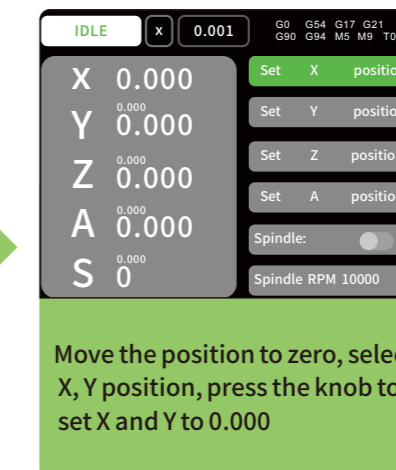 IDLE x 0.001 G0 G54 G17 G21
G90 G94 M5 M9 T0
X 0.000
0.000
Y 0.000
0.000
Z 0.000
0.000
A 0.000
0.000
S 0
Set X positio
Set Y positio
Set Z positio
Set A positio
Spindle:
Spindle RPM 10000
Move the position to zero, selec
X, Y position, press the knob to
set X and Y to 0.000